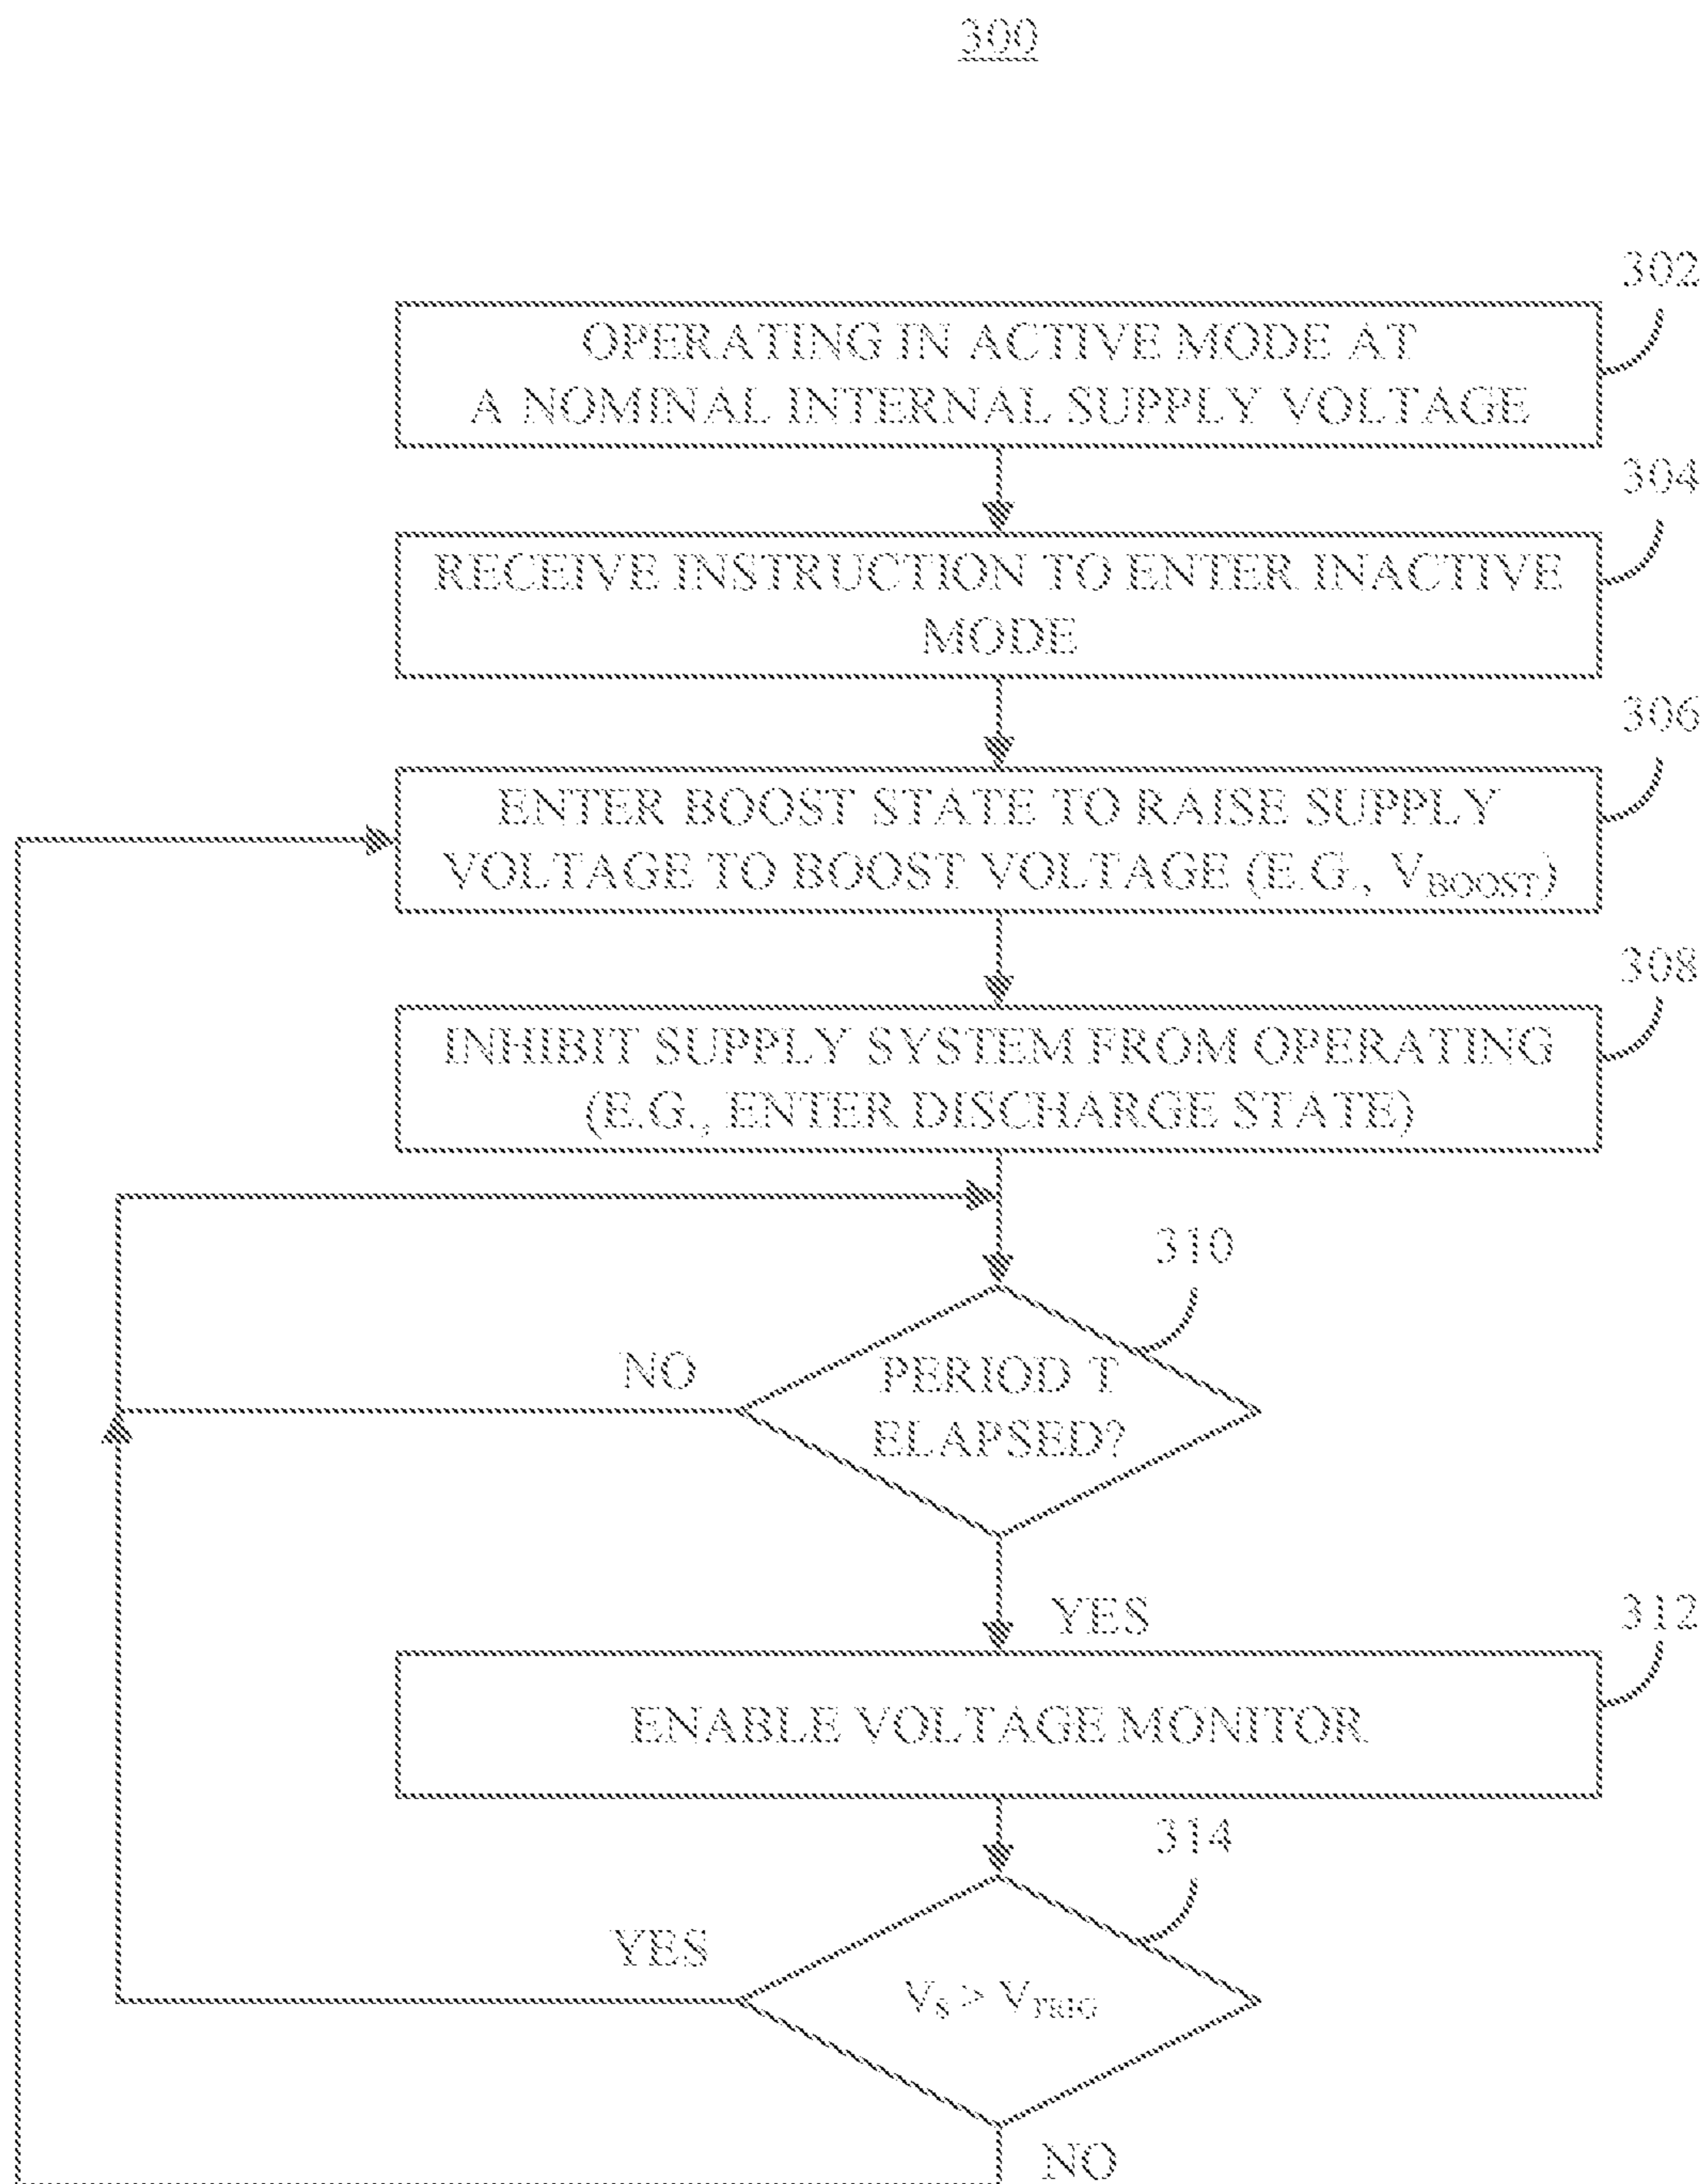 300
302
OPERATING IN ACTIVE MODE AT
A NOMINAL INTERNAL SUPPLY VOLTAGE
304
RECEIVE INSTRUCTION TO ENTER INACTIVE
MODE
306
ENTER BOOST STATE TO RAISE SUPPLY
VOLTAGE TO BOOST VOLTAGE (E.G., VBOOST)
308
INHIBIT SUPPLY SYSTEM FROM OPERATING
(E.G., ENTER DISCHARGE STATE)
310
NO
PERIOD T
ELAPSED?
YES
312
ENABLE VOLTAGE MONITOR
314
YES
VS > VTRIG
NO